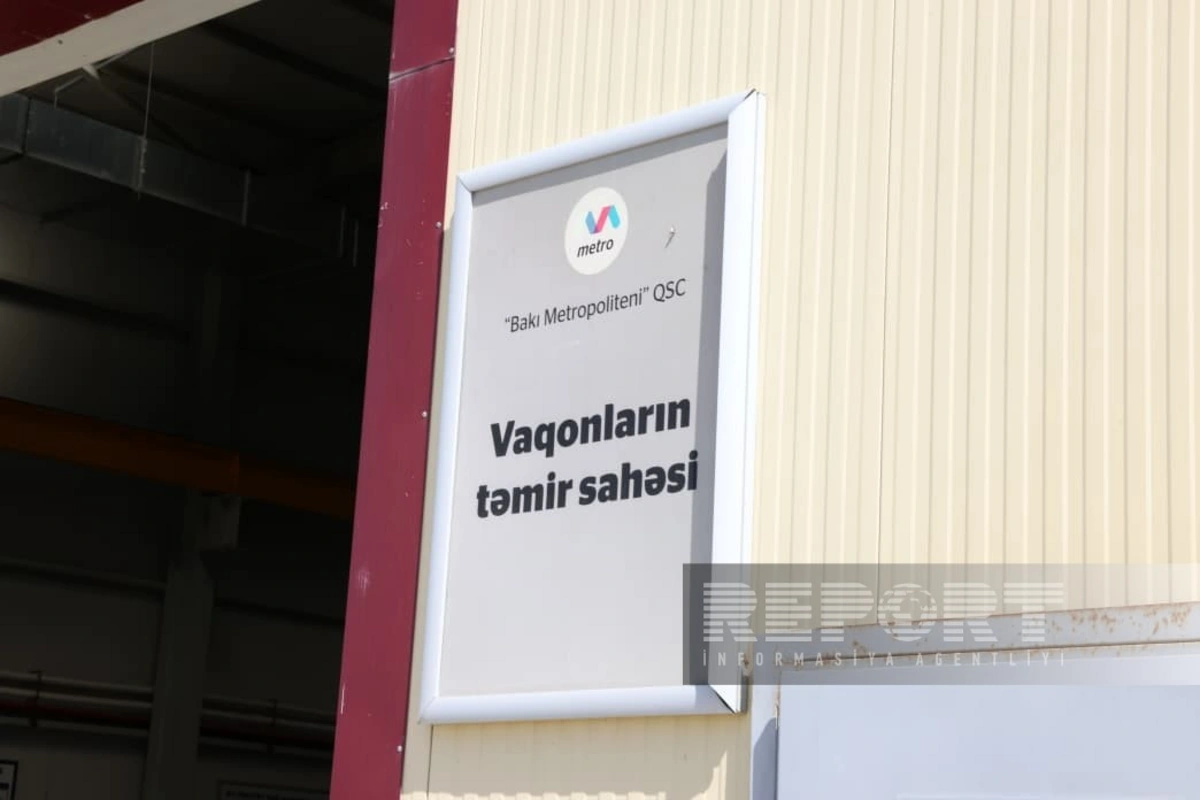 metro
“Bakı Metropoliteni” QSC
Vaqonların
təmir sahəsi
REPORT
İNFORMASİYA AGENTLİYİ